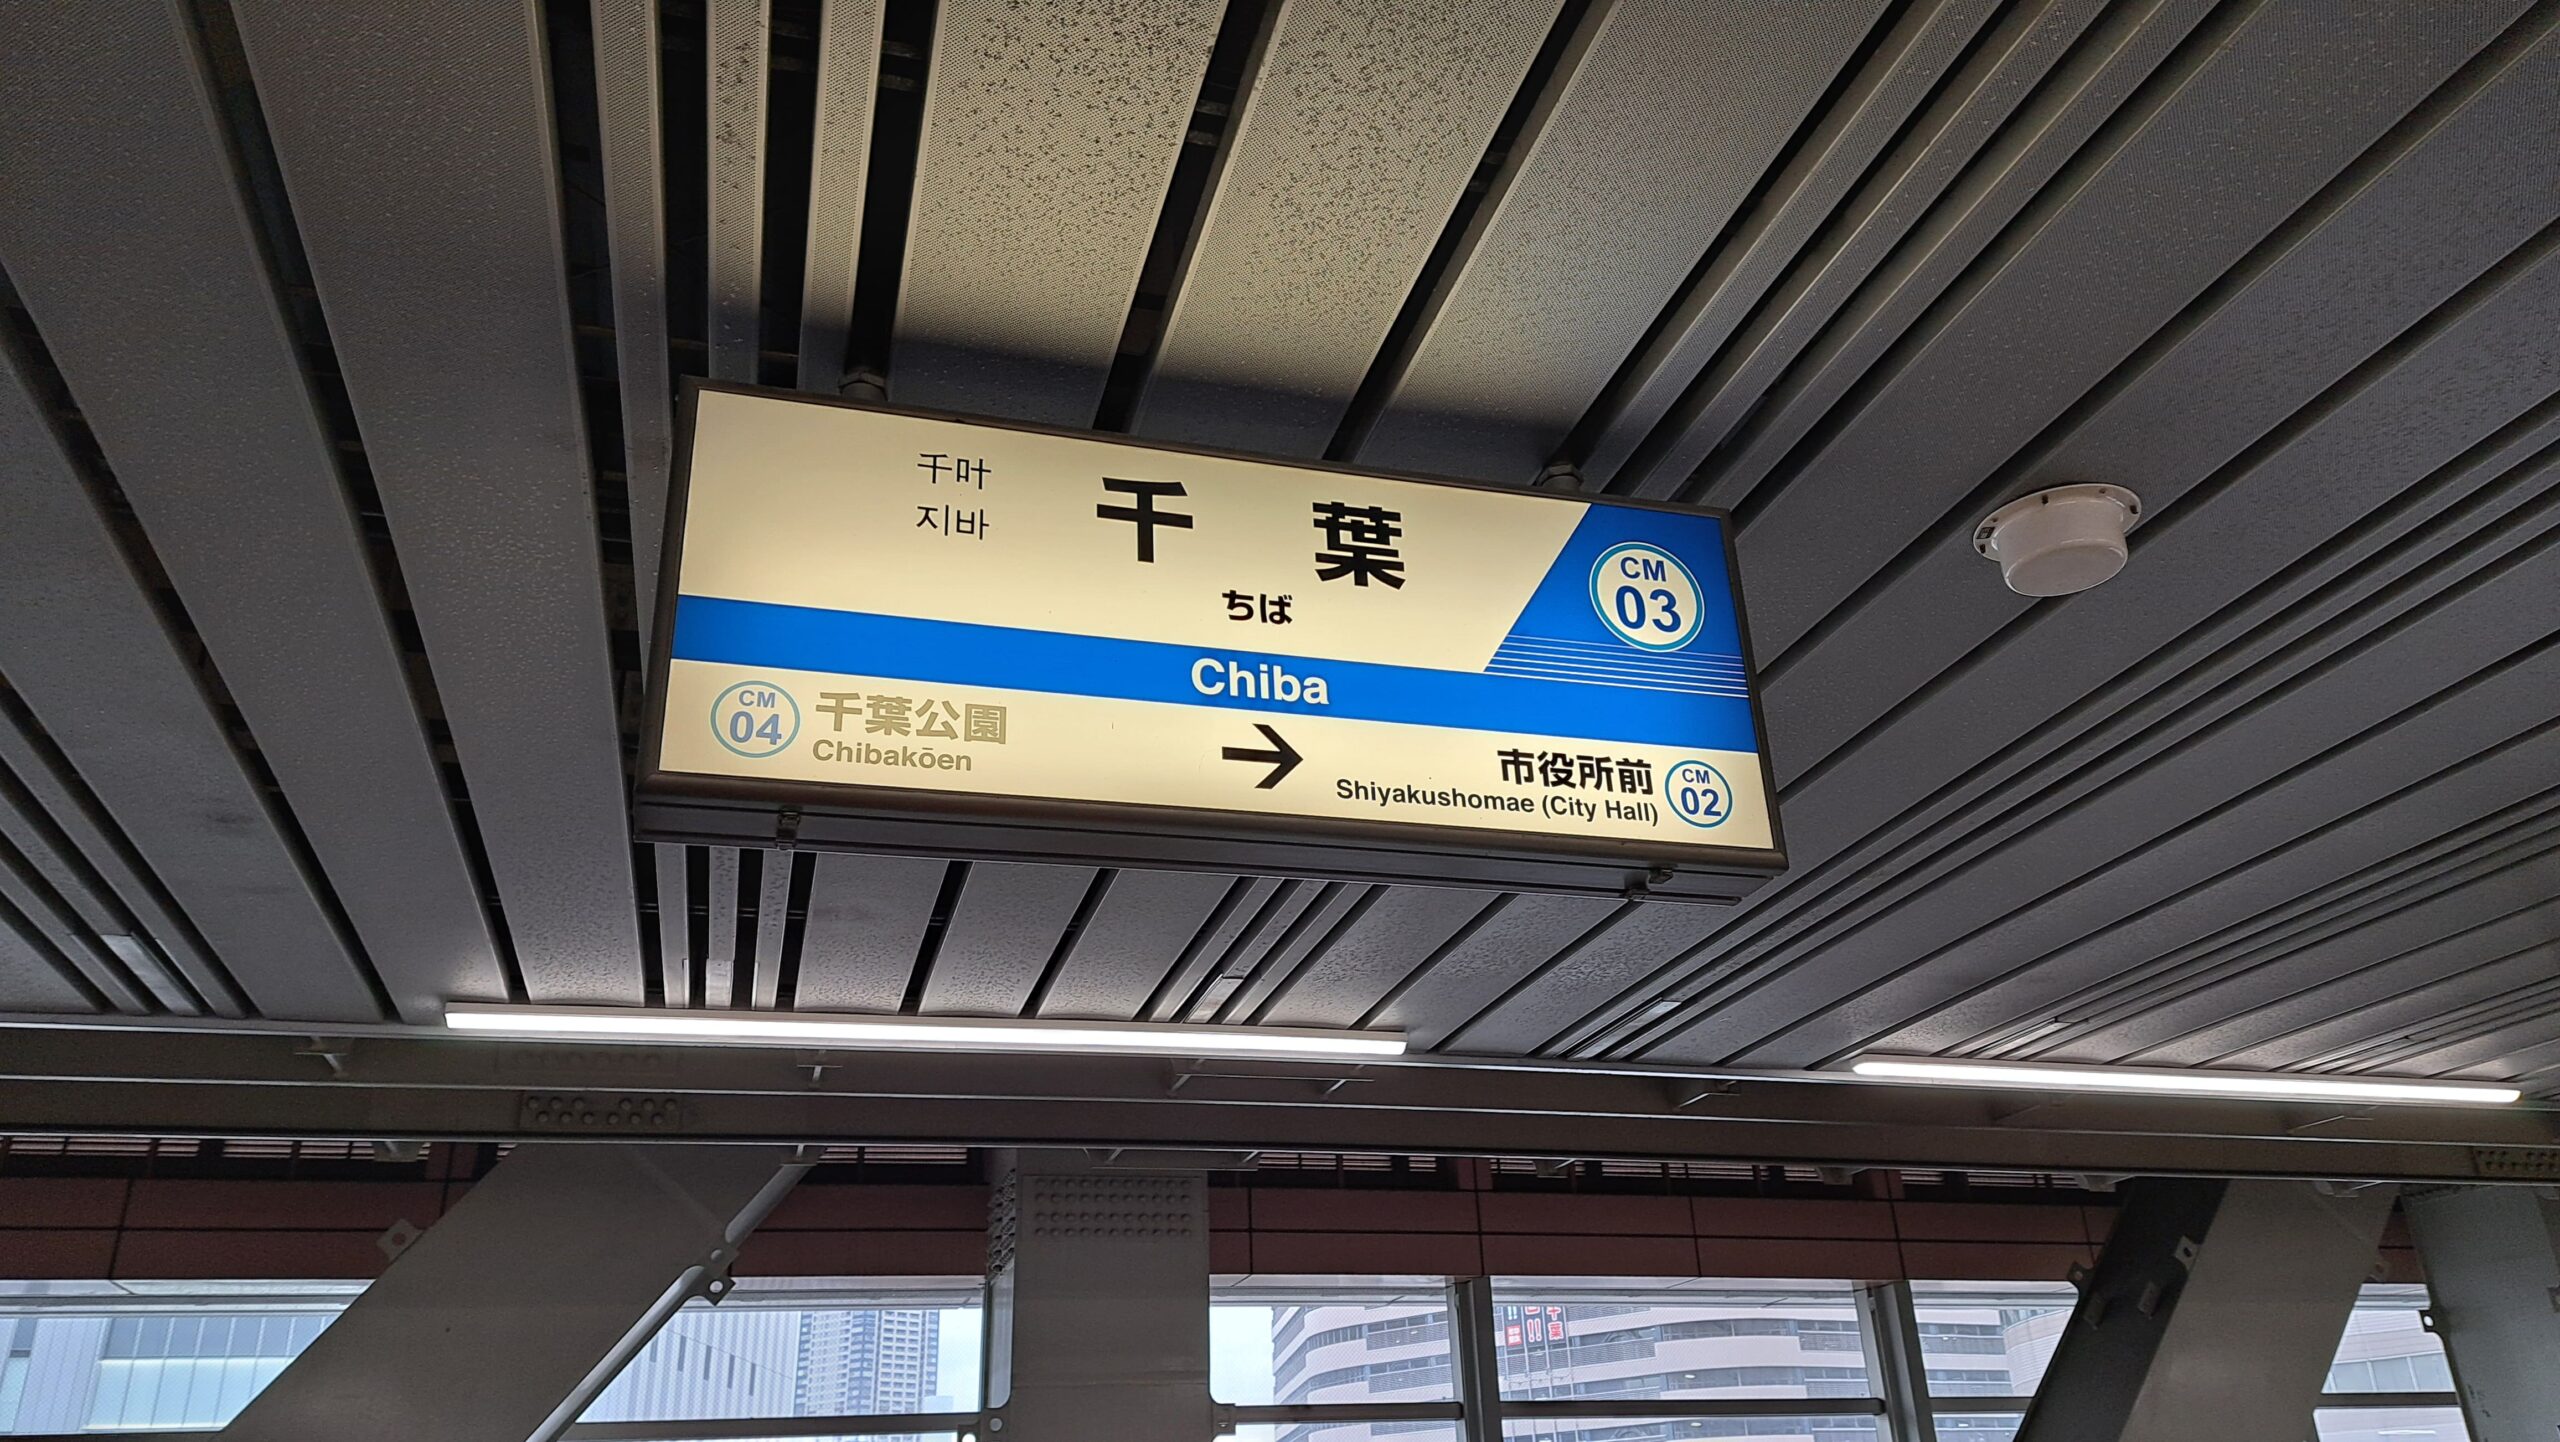 千叶
지바
千葉
ちば
CM
03
Chiba
CM
04
千葉公園
Chibakōen
→
市役所前
Shiyakushomae (City Hall)
CM
02